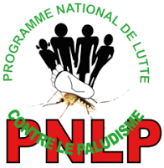 PROGRAMME NATIONAL DE LUTTE
CONTRE LE PALUDISME
PNLP